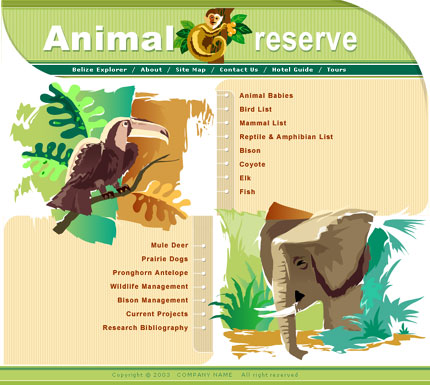 Animal reserve
Belize Explorer / About / Site Map / Contact Us / Hotel Guide / Tours
Animal Babies
Bird List
Mammal List
Reptile & Amphibian List
Bison
Coyote
Elk
Fish
Mule Deer
Prairie Dogs
Pronghorn Antelope
Wildlife Management
Bison Management
Current Projects
Research Bibliography
Copyright © 2003 COMPANY NAME. All right reserved